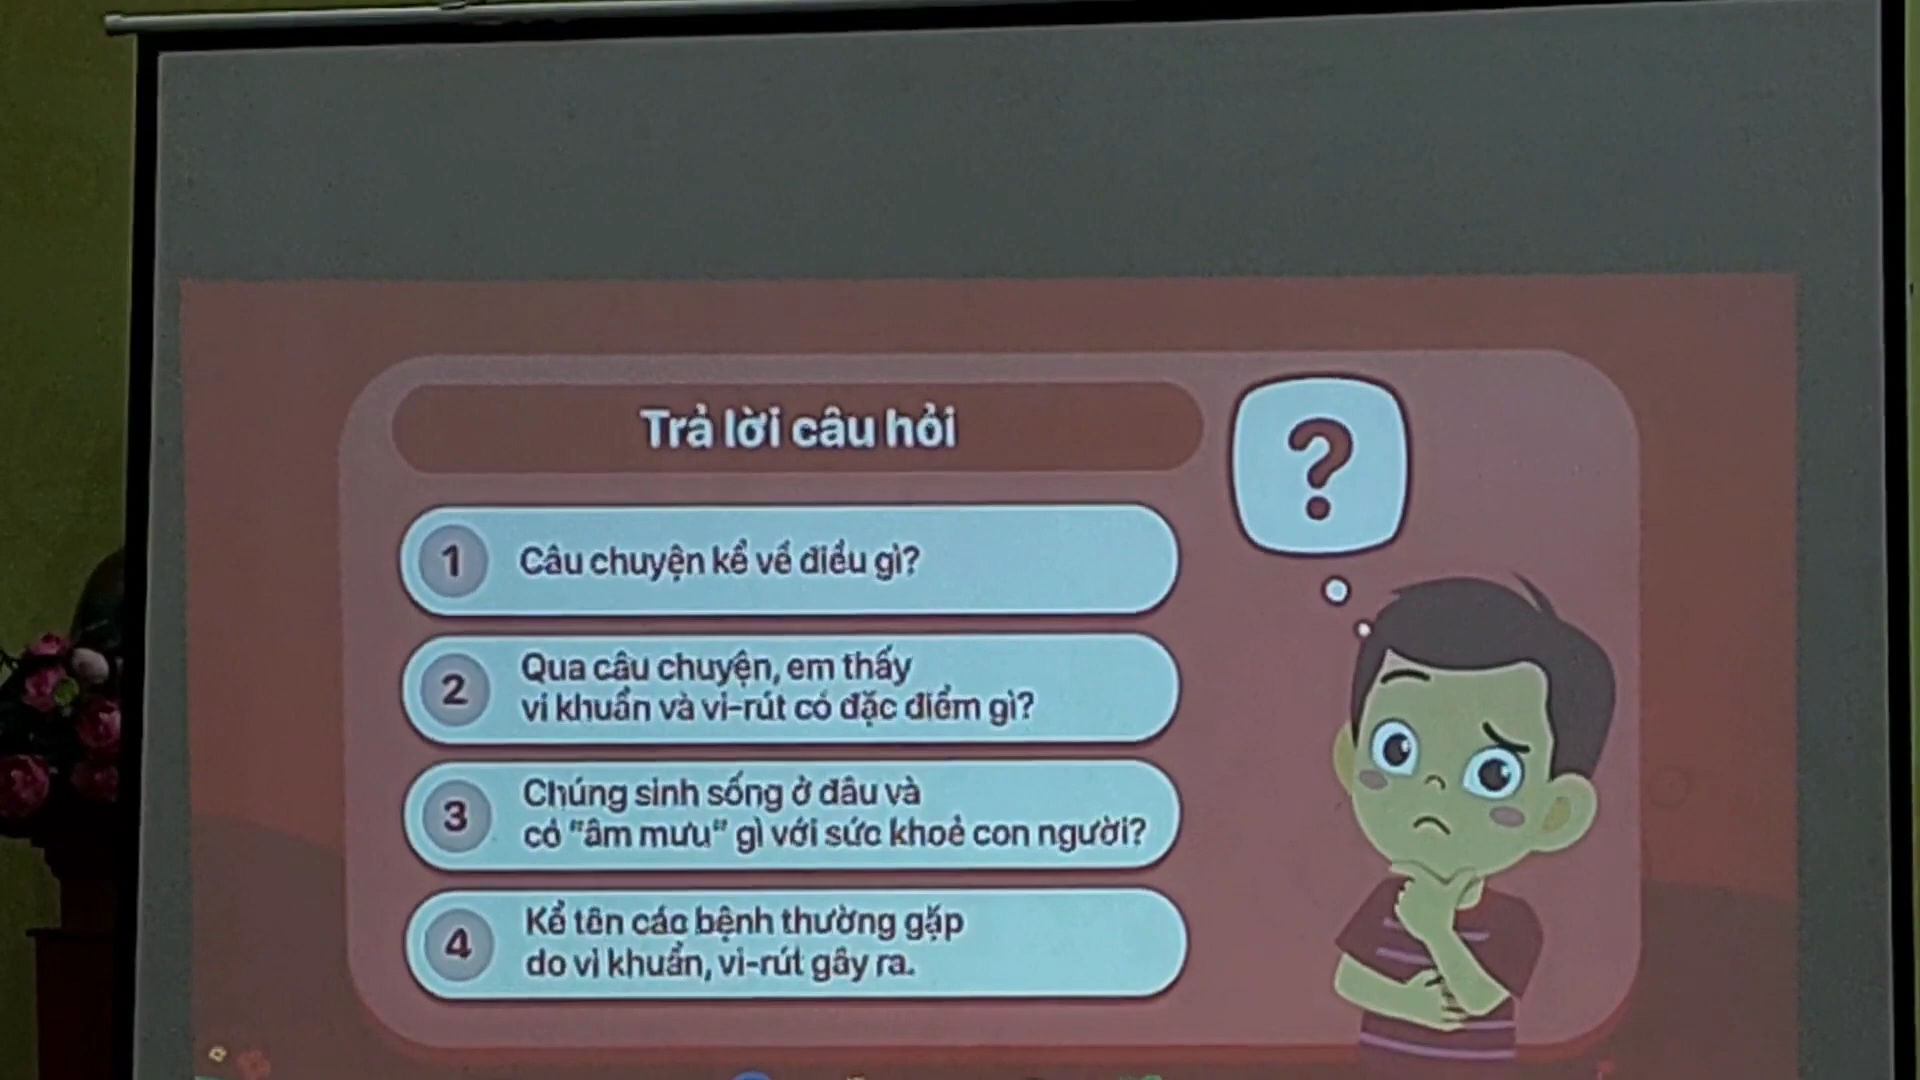 Trả lời câu hỏi
?
1 Câu chuyện kể về điều gì?
2 Qua câu chuyện, em thấy
vi khuẩn và vi-rút có đặc điểm gì?
3 Chúng sinh sống ở đâu và
có "âm mưu" gì với sức khoẻ con người?
4 Kể tên các bệnh thường gặp
do vi khuẩn, vi-rút gây ra.